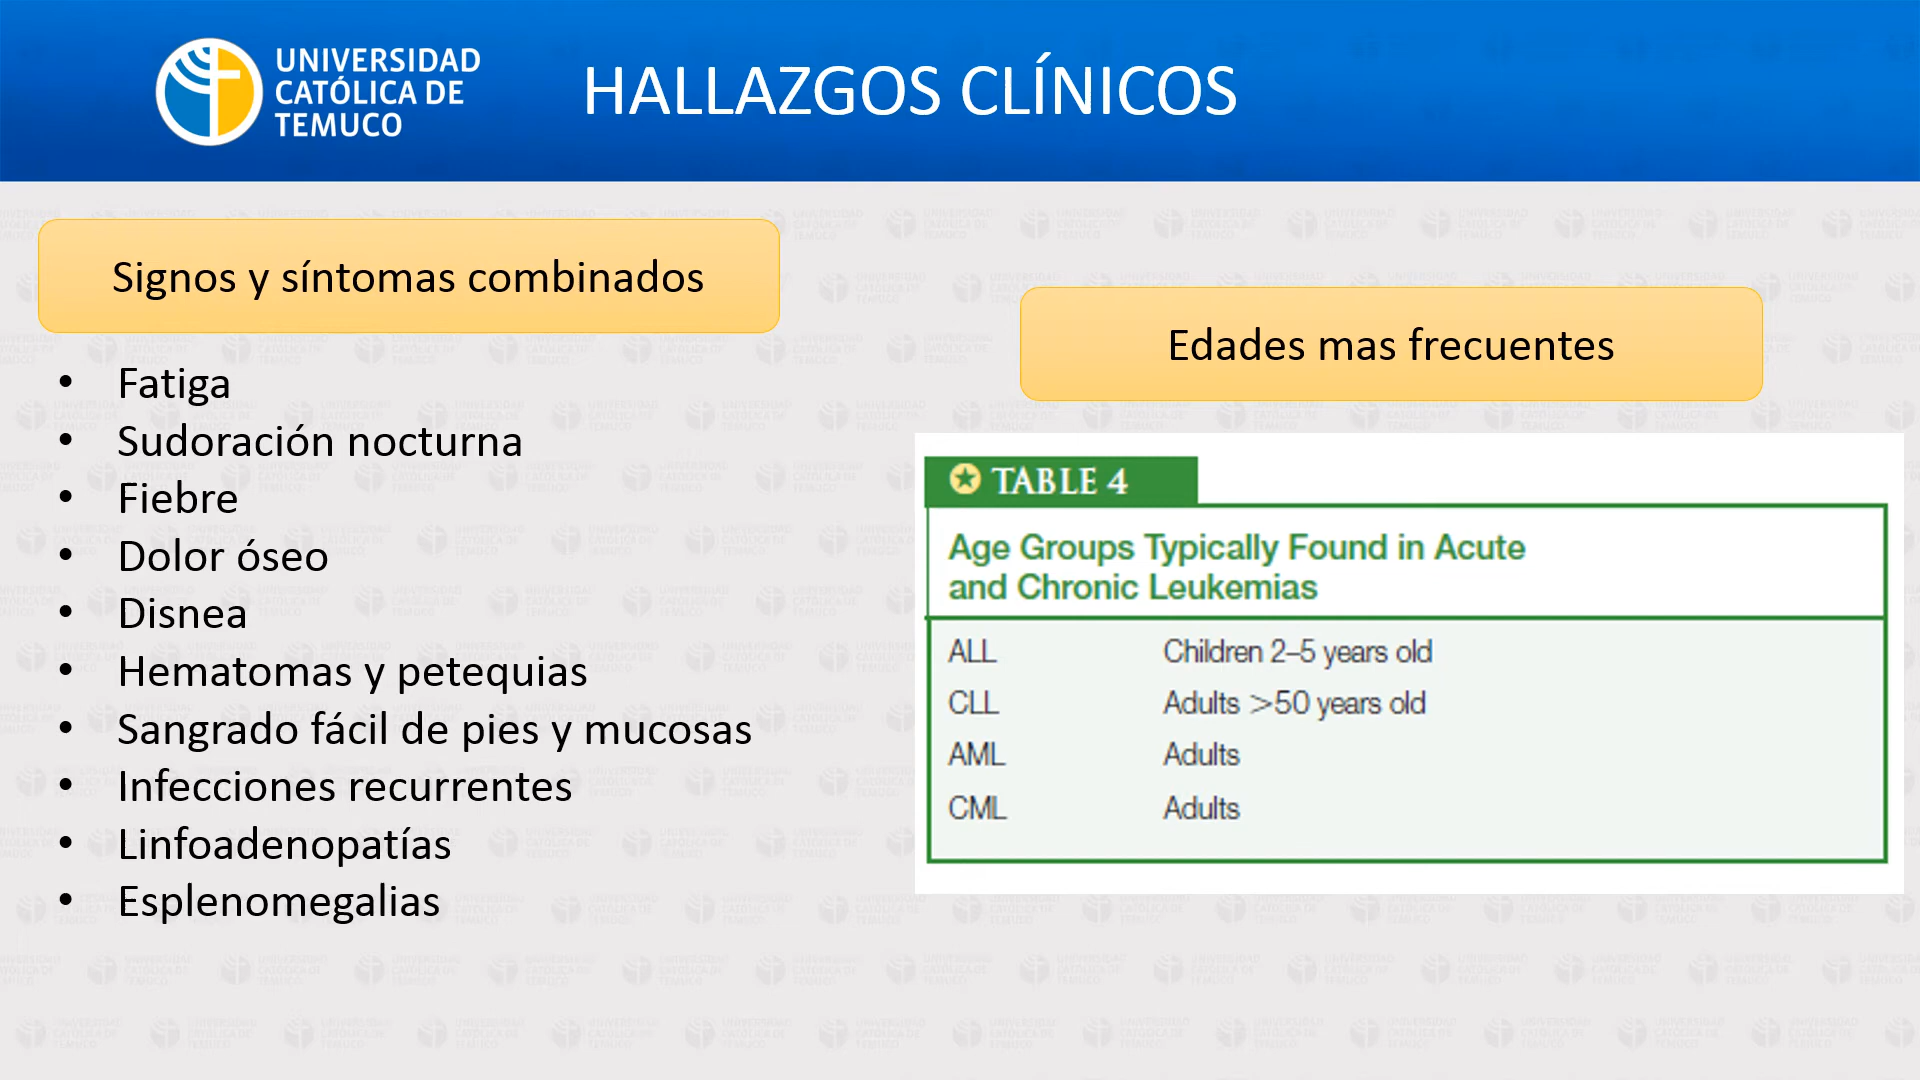 UNIVERSIDAD
CATÓLICA DE
TEMUCO
HALLAZGOS CLÍNICOS
Signos y síntomas combinados
• Fatiga
• Sudoración nocturna
• Fiebre
• Dolor óseo
• Disnea
• Hematomas y petequias
• Sangrado fácil de pies y mucosas
• Infecciones recurrentes
• Linfoadenopatías
• Esplenomegalias
Edades mas frecuentes
TABLE 4
Age Groups Typically Found in Acute
and Chronic Leukemias
ALL Children 2–5 years old
CLL Adults >50 years old
AML Adults
CML Adults